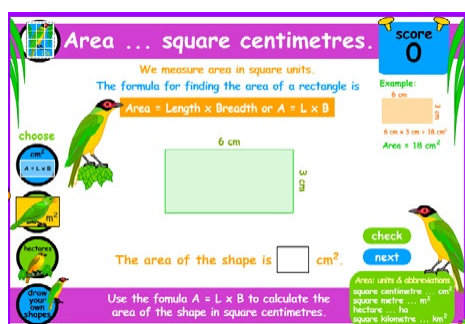 Area ... square centimetres.
score
0
We measure area in square units.
The formula for finding the area of a rectangle is
Area = Length x Breadth or A = L x B
Example:
6 cm
3 cm
6 cm x 3 cm = 18 cm²
Area = 18 cm²
choose
cm²
A = L x B
m²
hectares
draw
your
own
shapes
6 cm
3 cm
The area of the shape is cm².
check
next
Use the fomula A = L x B to calculate the
area of the shape in square centimetres.
Area: units & abbreviations
square centimetre ... cm²
square metre ... m²
hectare ... ha
square kilometre ... km²